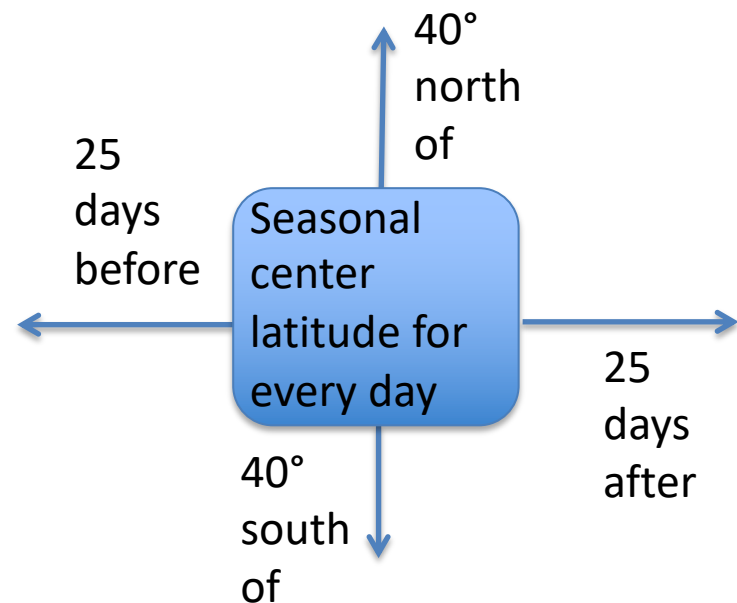 40°
north
of
25
days
before
Seasonal
center
latitude for
every day
25
days
after
40°
south
of